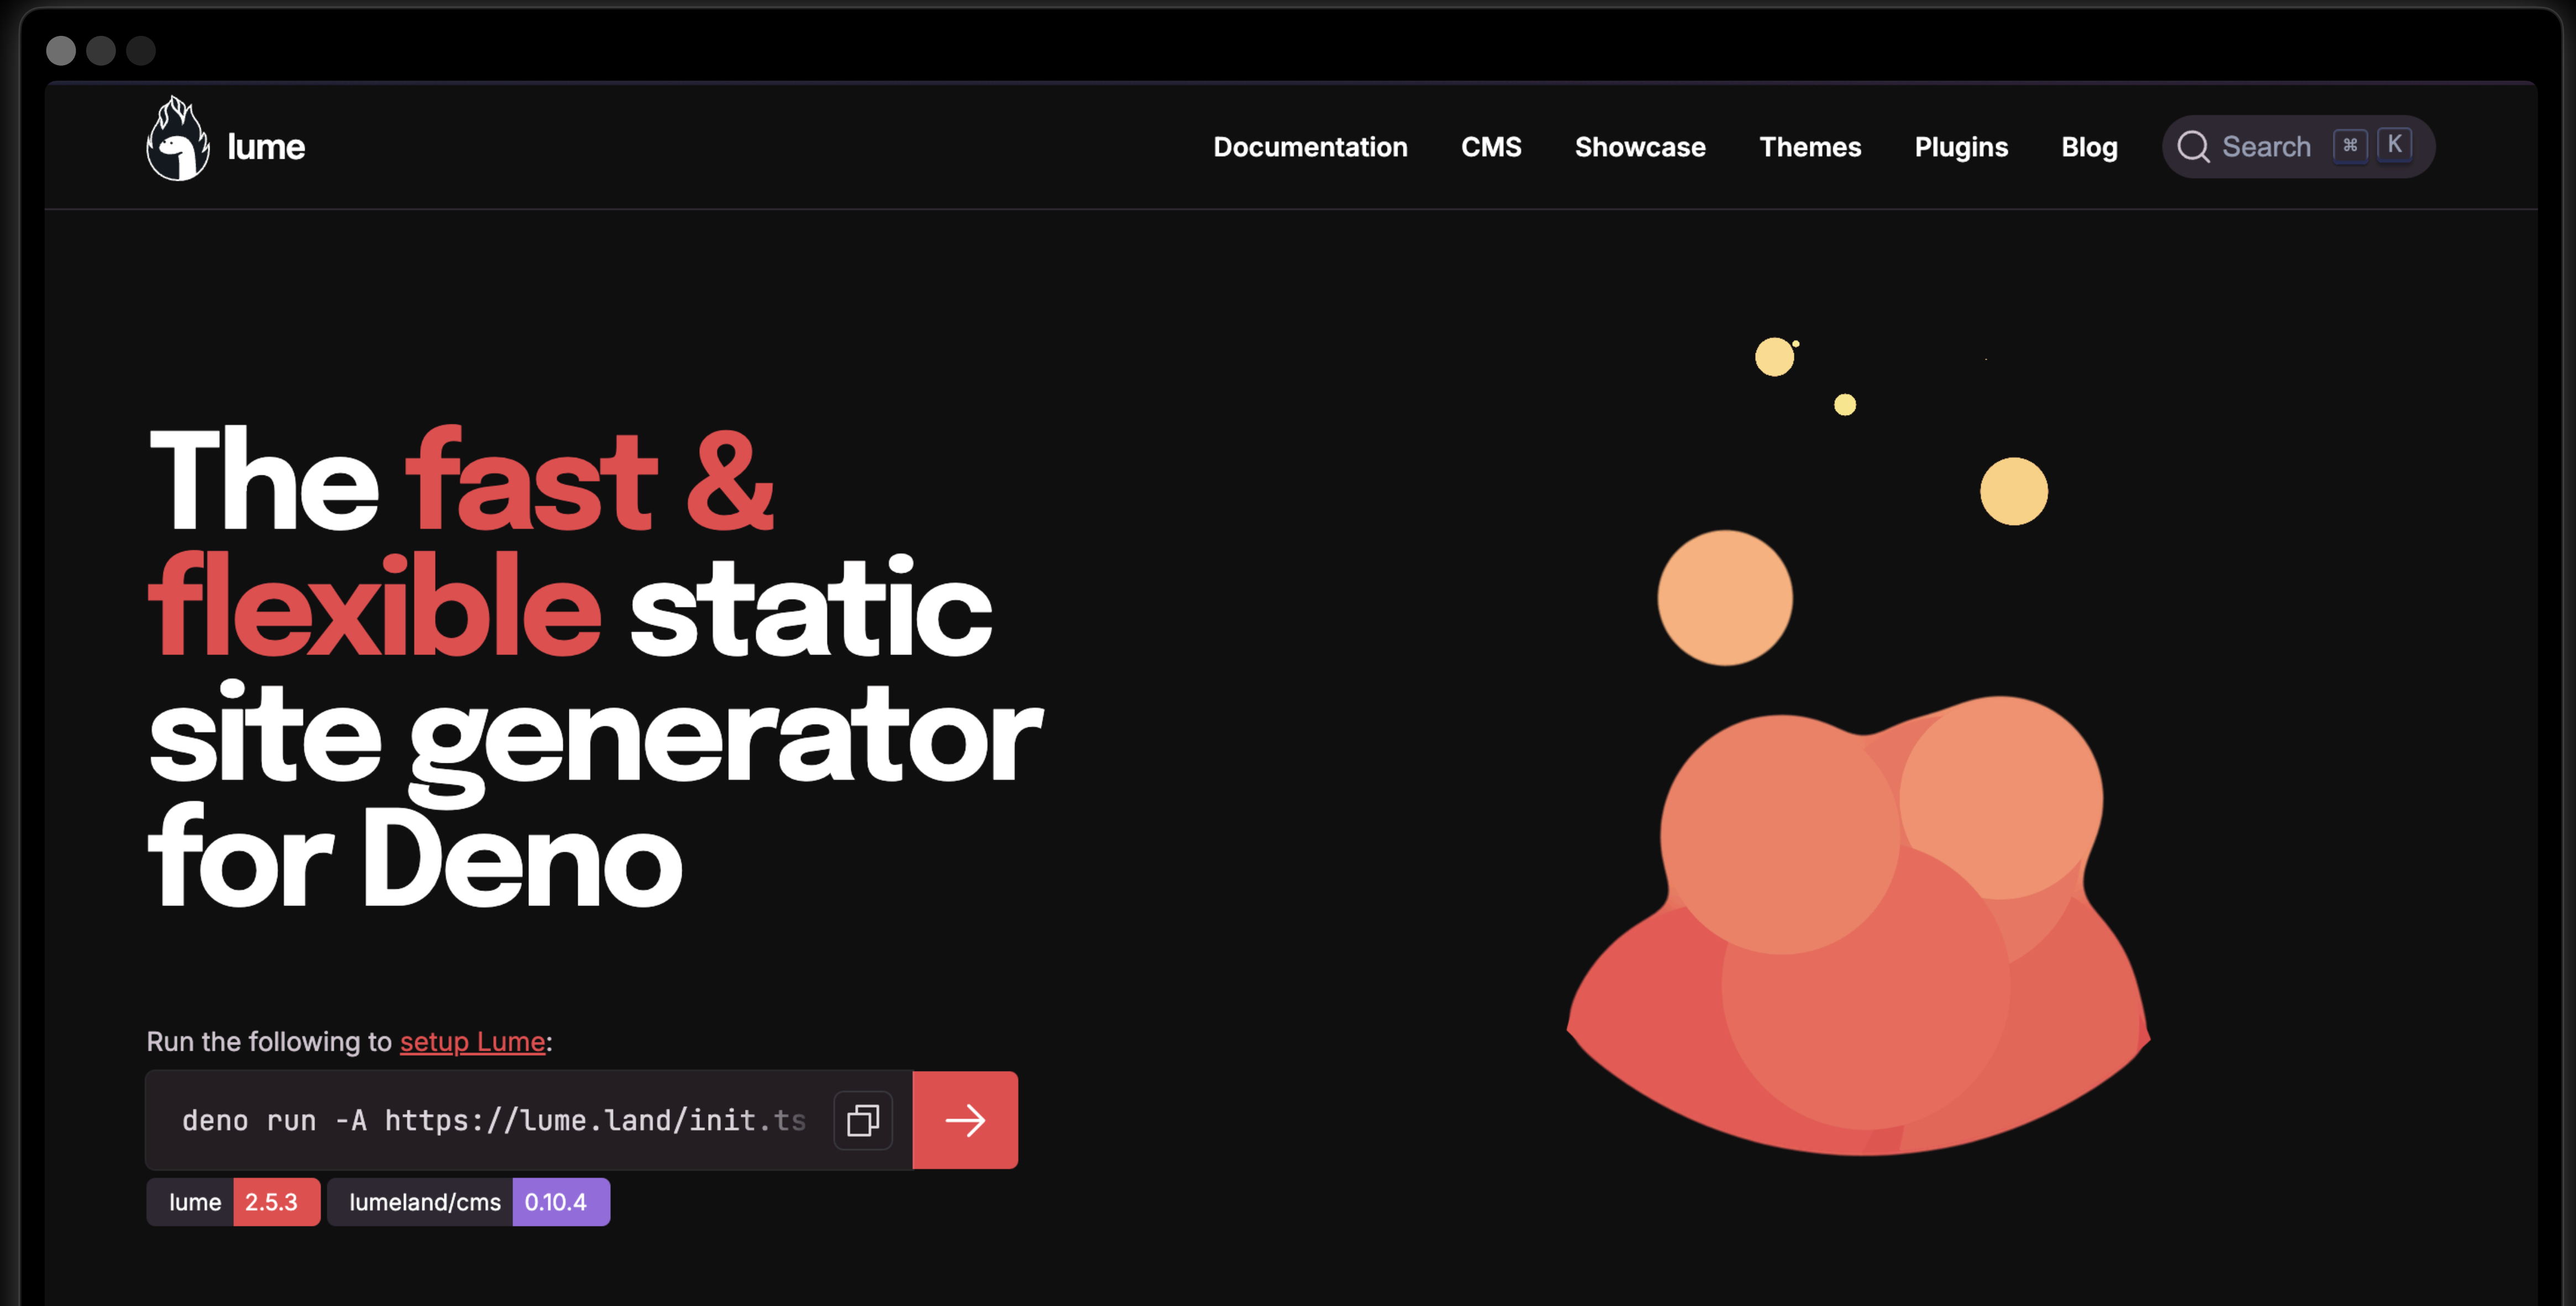 lume
Documentation CMS Showcase Themes Plugins Blog Search ⌘ K
The fast &
flexible static
site generator
for Deno
Run the following to setup Lume:
deno run -A https://lume.land/init.ts
lume 2.5.3 lumeland/cms 0.10.4